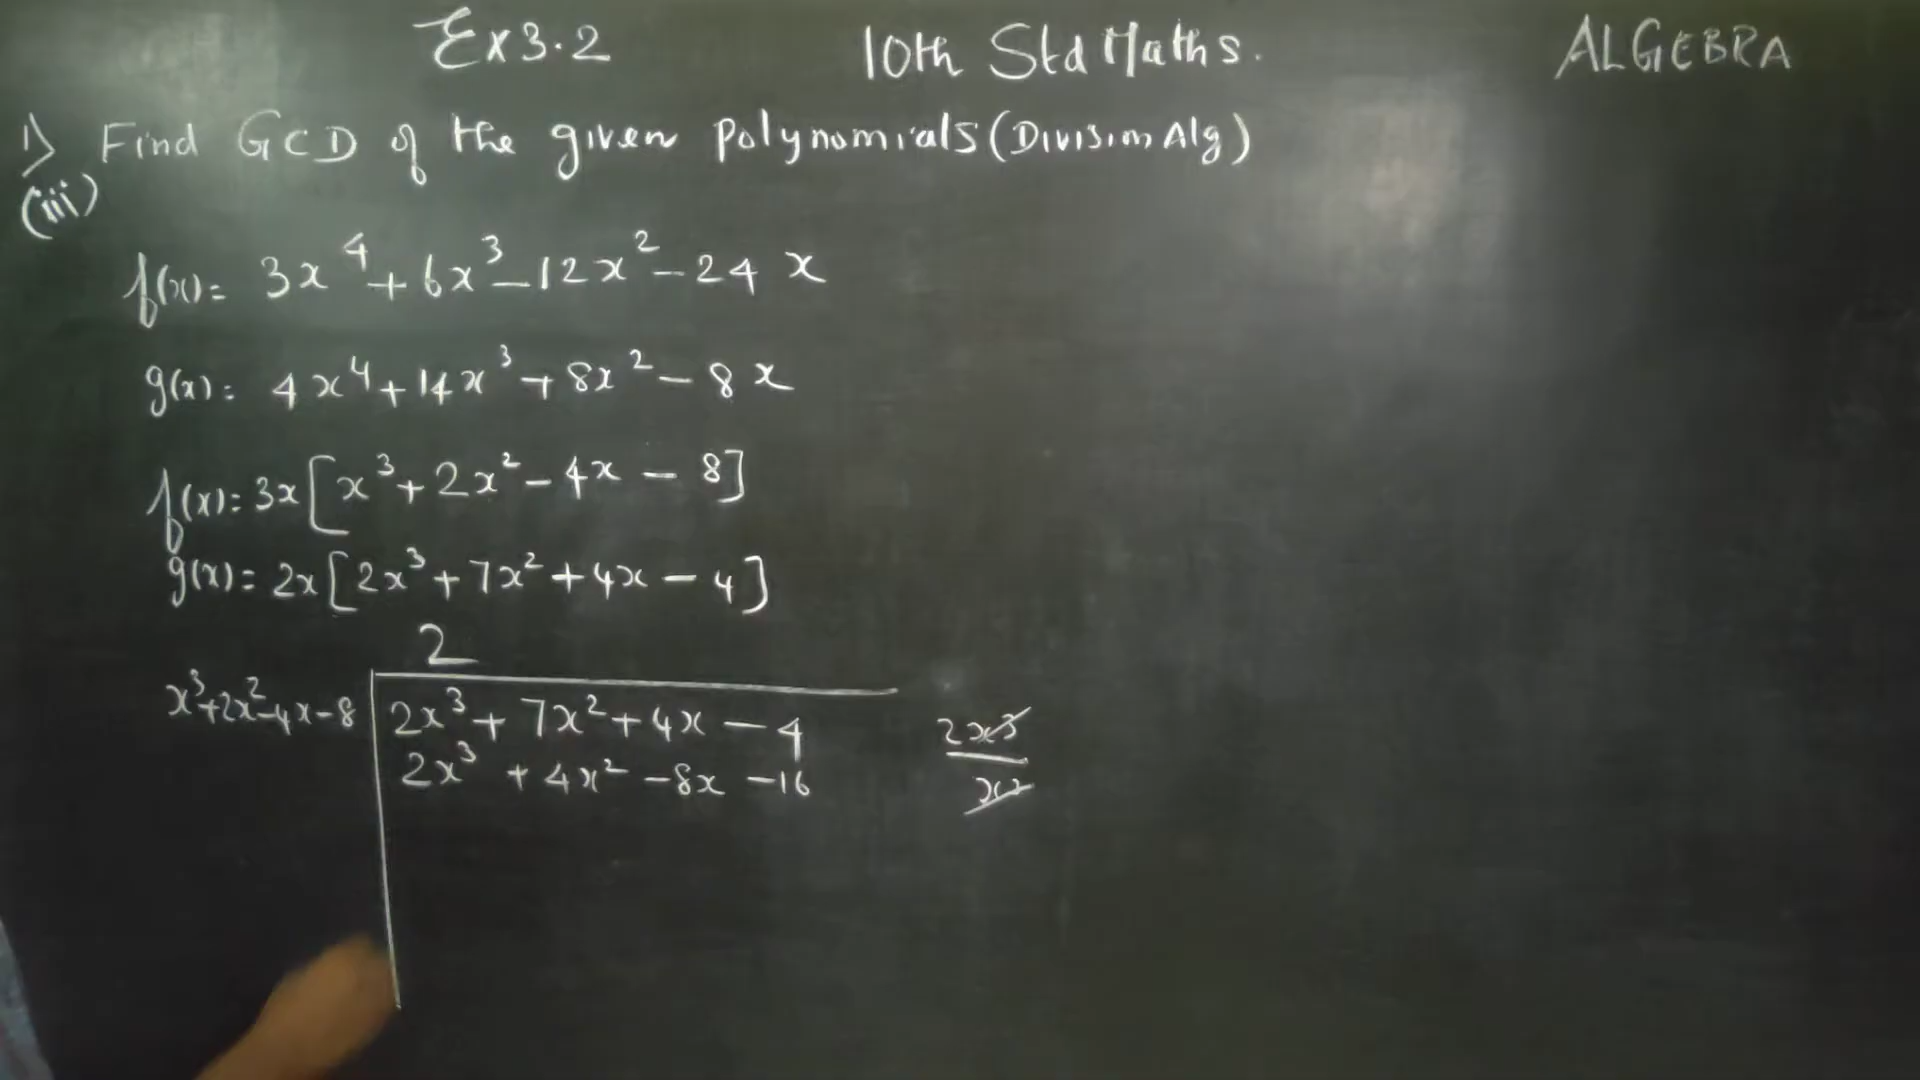 Ex 3.2 10th Std Maths. ALGEBRA
1) Find GCD of the given polynomials (Division Alg)
(iii)
f(x) = 3x⁴ + 6x³ - 12x² - 24x
g(x) = 4x⁴ + 14x³ + 8x² - 8x
f(x) = 3x[x³ + 2x² - 4x - 8]
g(x) = 2x[2x³ + 7x² + 4x - 4]
2
x³+2x²-4x-8 | 2x³ + 7x² + 4x - 4
2x³ + 4x² - 8x - 16
2x³
x³